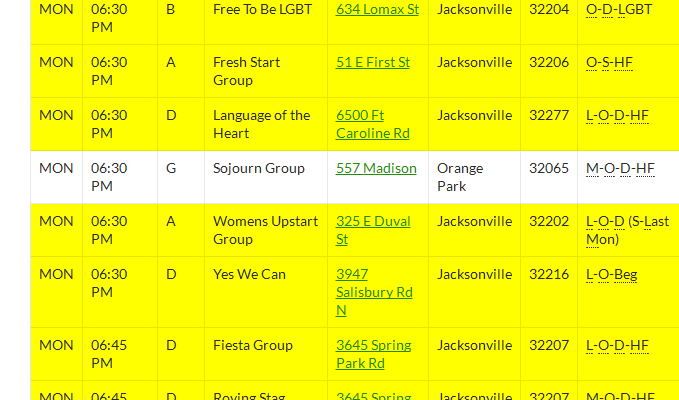 MON 06:30 PM B Free To Be LGBT 634 Lomax St Jacksonville 32204 O-D-LGBT
MON 06:30 PM A Fresh Start Group 51 E First St Jacksonville 32206 O-S-HF
MON 06:30 PM D Language of the Heart 6500 Ft Caroline Rd Jacksonville 32277 L-O-D-HF
MON 06:30 PM G Sojourn Group 557 Madison Orange Park 32065 M-O-D-HF
MON 06:30 PM A Womens Upstart Group 325 E Duval St Jacksonville 32202 L-O-D (S-Last Mon)
MON 06:30 PM D Yes We Can 3947 Salisbury Rd N Jacksonville 32216 L-O-Beg
MON 06:45 PM D Fiesta Group 3645 Spring Park Rd Jacksonville 32207 L-O-D-HF
MON 06:45 D Roving Stag 3645 Spring Jacksonville 32207 M-O-D-HF